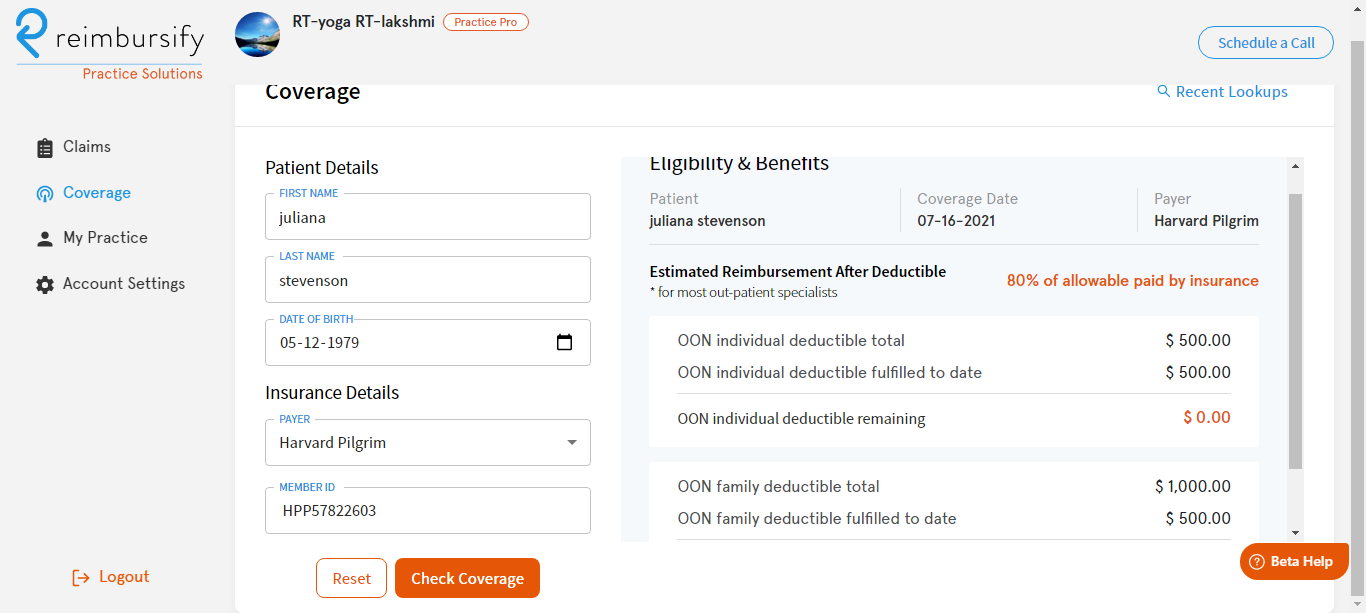 reimbursify
Practice Solutions
RT-yoga RT-lakshmi
Practice Pro
Schedule a Call
Claims
Coverage
My Practice
Account Settings
Logout
Coverage
Recent Lookups
Patient Details
FIRST NAME
juliana
LAST NAME
stevenson
DATE OF BIRTH
05-12-1979
Insurance Details
PAYER
Harvard Pilgrim
MEMBER ID
HPP57822603
Reset
Check Coverage
Eligibility & Benefits
Patient
juliana stevenson
Coverage Date
07-16-2021
Payer
Harvard Pilgrim
Estimated Reimbursement After Deductible
* for most out-patient specialists
80% of allowable paid by insurance
OON individual deductible total $ 500.00
OON individual deductible fulfilled to date $ 500.00
OON individual deductible remaining $ 0.00
OON family deductible total $ 1,000.00
OON family deductible fulfilled to date $ 500.00
? Beta Help